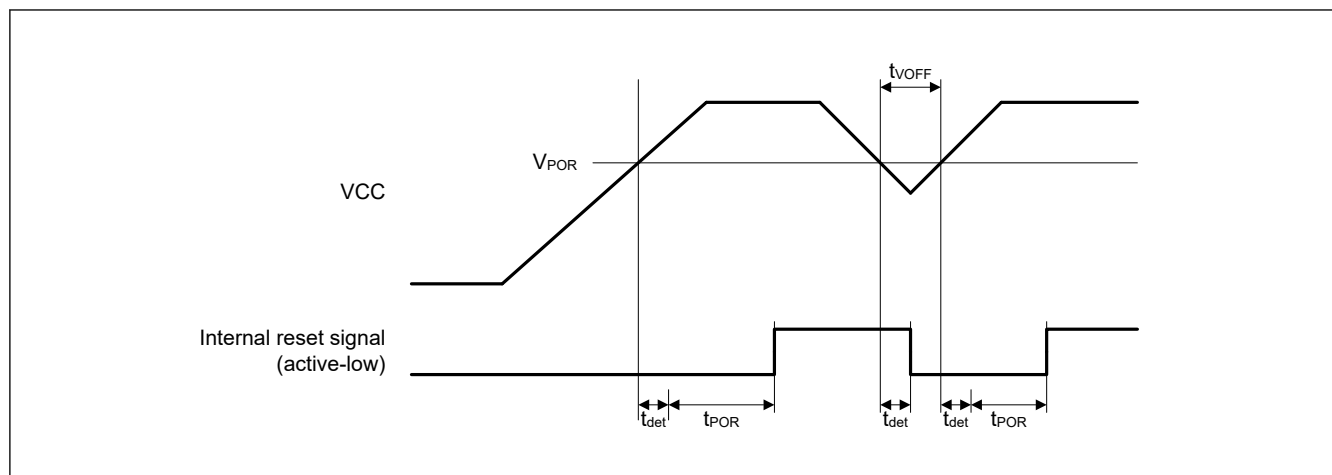 tVOFF
VPOR
VCC
Internal reset signal
(active-low)
tdet tPOR tdet tdet tPOR